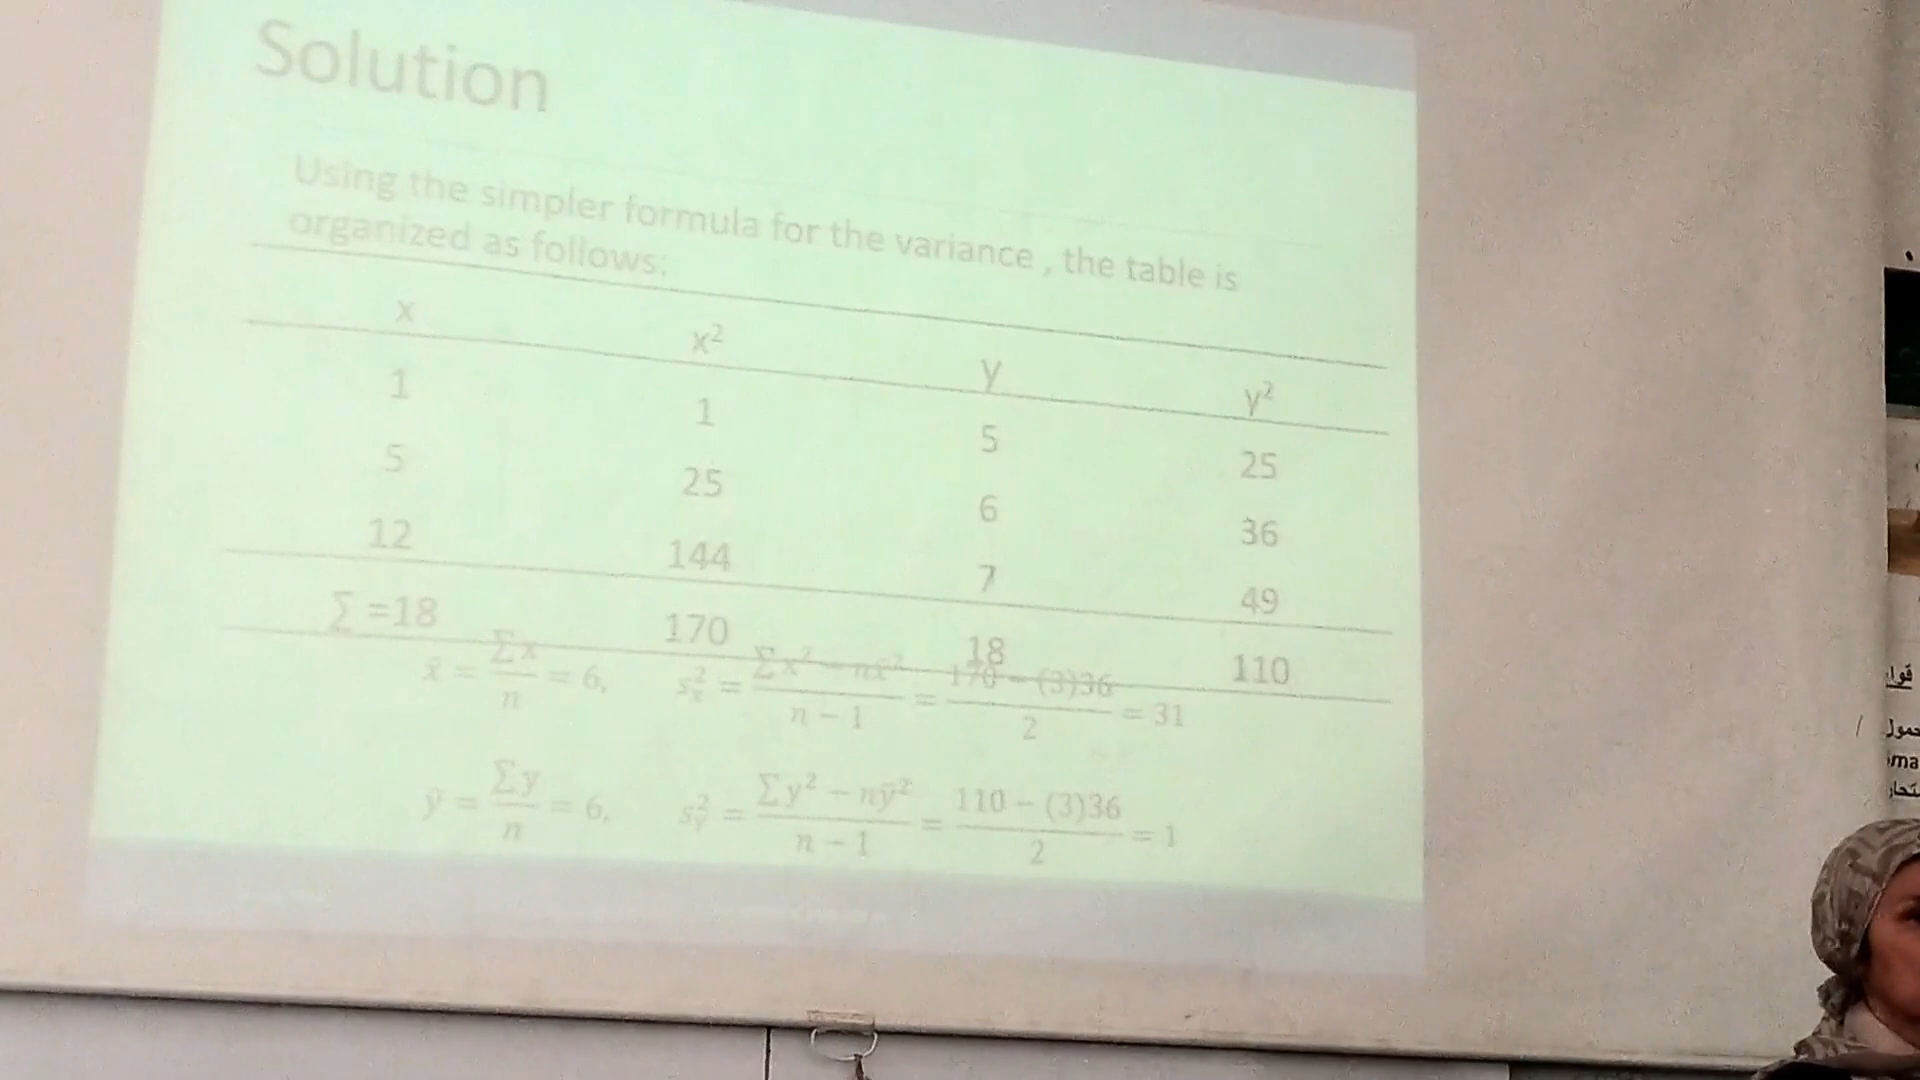 Solution
Using the simpler formula for the variance , the table is
organized as follows:
x x² y y²
1 1 5 25
5 25 6 36
12 144 7 49
∑ =18 170 18 110
x̄ = ∑x / n = 6, s²ₓ = (∑x² − nx̄²) / (n − 1) = (170 − (3)36) / 2 = 31
ȳ = ∑y / n = 6, s²ᵧ = (∑y² − nȳ²) / (n − 1) = (110 − (3)36) / 2 = 1